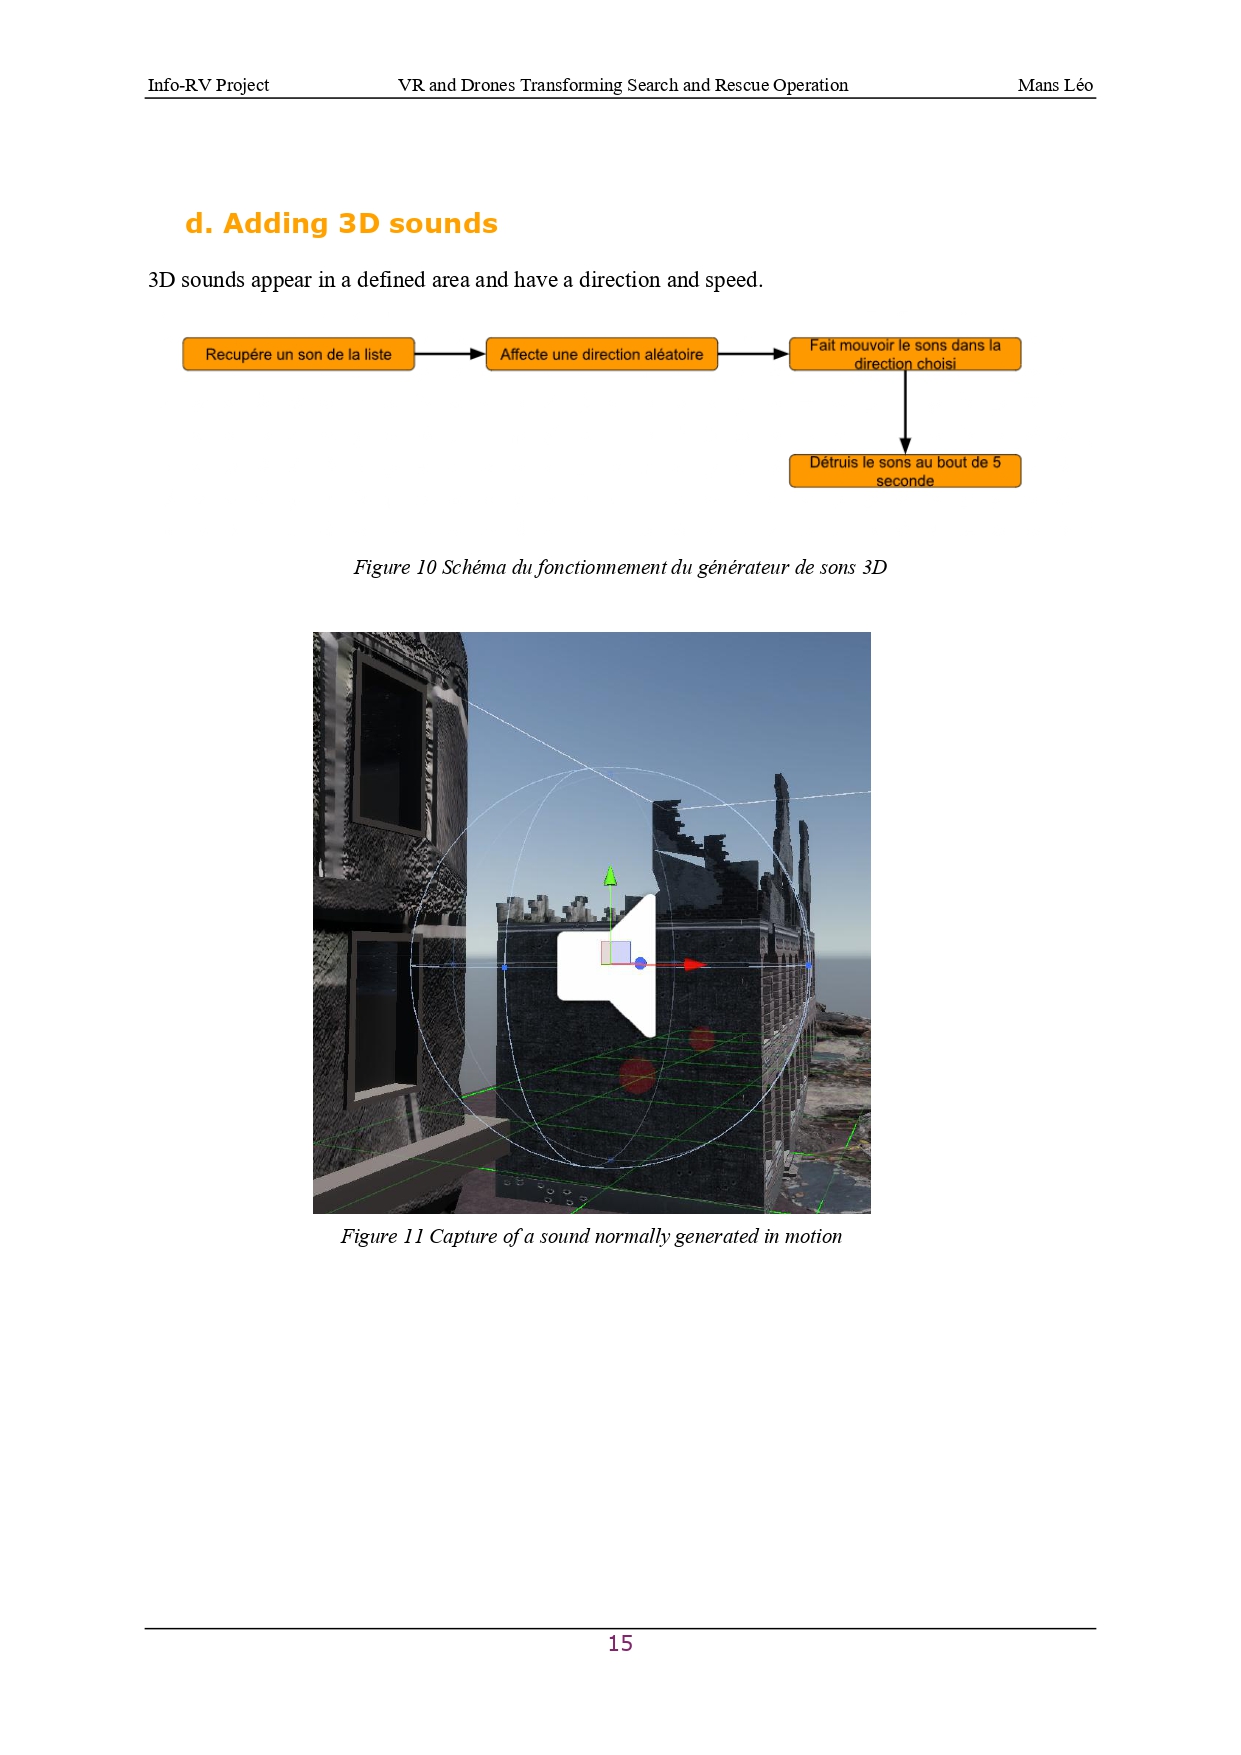 Info-RV Project VR and Drones Transforming Search and Rescue Operation Mans Léo
d. Adding 3D sounds
3D sounds appear in a defined area and have a direction and speed.
Recupére un son de la liste
Affecte une direction aléatoire
Fait mouvoir le sons dans la
direction choisi
Détruis le sons au bout de 5
seconde
Figure 10 Schéma du fonctionnement du générateur de sons 3D
Figure 11 Capture of a sound normally generated in motion
15